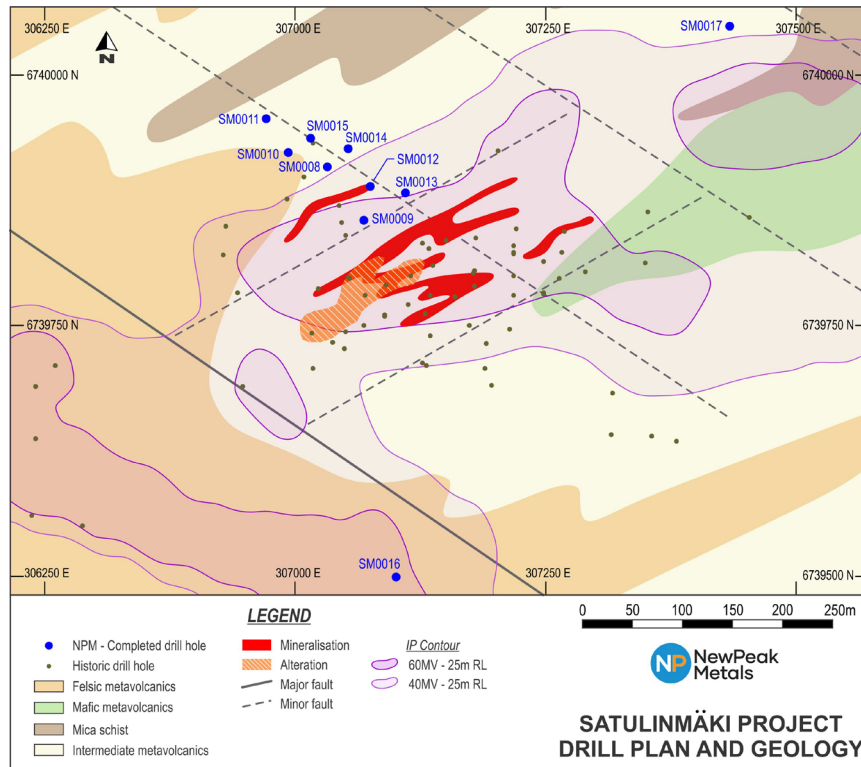 306250 E
307000 E
307250 E
307500 E
SM0017
N
6740000 N
6740000 N
SM0011
SM0015
SM0014
SM0010
SM0012
SM0008
SM0013
SM0009
6739750 N
6739750 N
SM0016
306250 E
307000 E
307250 E
6739500 N
6739500 N
LEGEND
NPM - Completed drill hole
Historic drill hole
Felsic metavolcanics
Mafic metavolcanics
Mica schist
Intermediate metavolcanics
Mineralisation
Alteration
Major fault
Minor fault
IP Contour
60MV - 25m RL
40MV - 25m RL
0 50 100 150 200 250m
NP NewPeak
Metals
SATULINMÄKI PROJECT
DRILL PLAN AND GEOLOGY